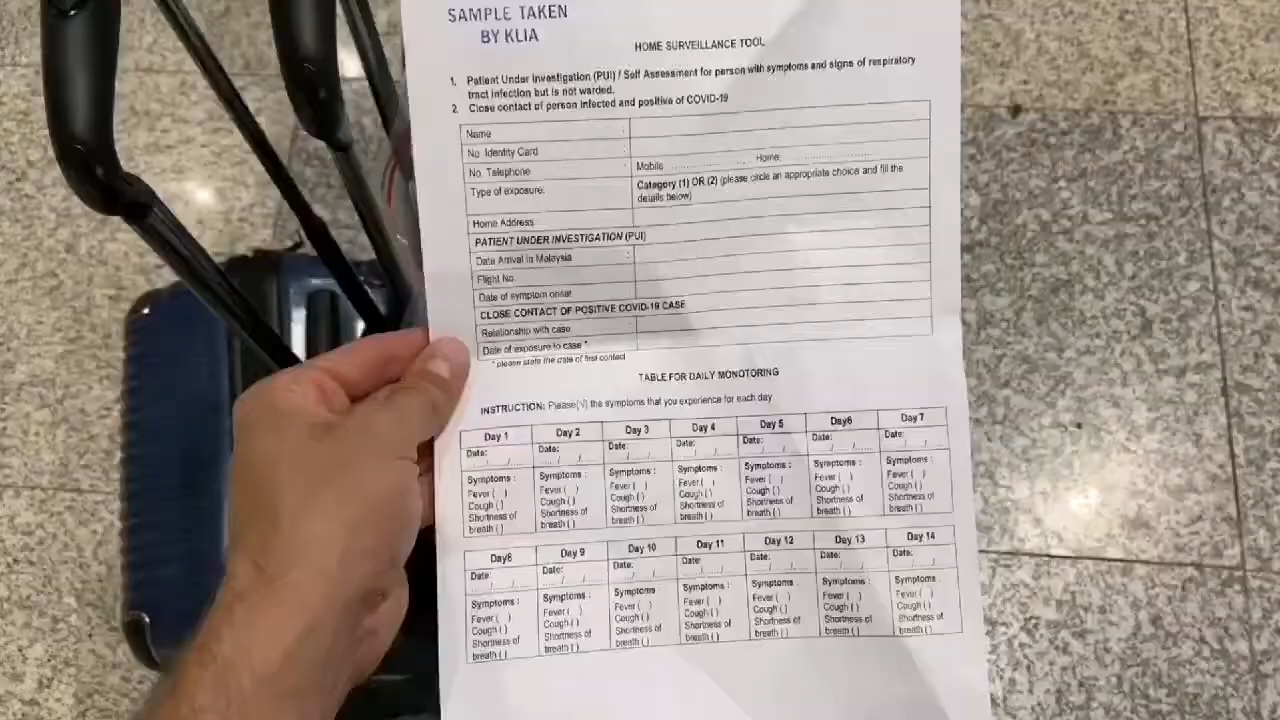 SAMPLE TAKEN
BY KLIA
HOME SURVEILLANCE TOOL
1. Patient Under Investigation (PUI) / Self Assessment for person with symptoms and signs of respiratory
tract infection but is not warded.
2. Close contact of person infected and positive of COVID-19
Name :
No. Identity Card :
No. Telephone : Mobile ........................ Home: ........................
Type of exposure: Category (1) OR (2) (please circle an appropriate choice and fill the
details below)
Home Address
PATIENT UNDER INVESTIGATION (PUI)
Date Arrival in Malaysia :
Flight No.
Date of symptom onset
CLOSE CONTACT OF POSITIVE COVID-19 CASE
Relationship with case :
Date of exposure to case *
* please state the date of first contact
TABLE FOR DAILY MONOTORING
INSTRUCTION: Please(√) the symptoms that you experience for each day
Day 1 Day 2 Day 3 Day 4 Day 5 Day6 Day 7
Date: Date: Date: Date: Date: Date: Date:
..../..../.... ..../..../.... ..../..../.... ..../..../.... ..../..../.... ..../..../.... ..../..../....
Symptoms : Symptoms : Symptoms : Symptoms : Symptoms : Symptoms : Symptoms :
Fever ( ) Fever ( ) Fever ( ) Fever ( ) Fever ( ) Fever ( ) Fever ( )
Cough ( ) Cough ( ) Cough ( ) Cough ( ) Cough ( ) Cough ( ) Cough ( )
Shortness of Shortness of Shortness of Shortness of Shortness of Shortness of Shortness of
breath ( ) breath ( ) breath ( ) breath ( ) breath ( ) breath ( ) breath ( )
Day8 Day 9 Day 10 Day 11 Day 12 Day 13 Day 14
Date: Date: Date: Date: Date: Date: Date:
..../..../.... ..../..../.... ..../..../.... ..../..../.... ..../..../.... ..../..../.... ..../..../....
Symptoms : Symptoms : Symptoms : Symptoms : Symptoms Symptoms : Symptoms :
Fever ( ) Fever ( ) Fever ( ) Fever ( ) Fever ( ) Fever ( ) Fever ( )
Cough ( ) Cough ( ) Cough ( ) Cough ( ) Cough ( ) Cough ( ) Cough ( )
Shortness of Shortness of Shortness of Shortness of Shortness of Shortness of Shortness of
breath ( ) breath ( ) breath ( ) breath ( ) breath ( ) breath ( ) breath ( )